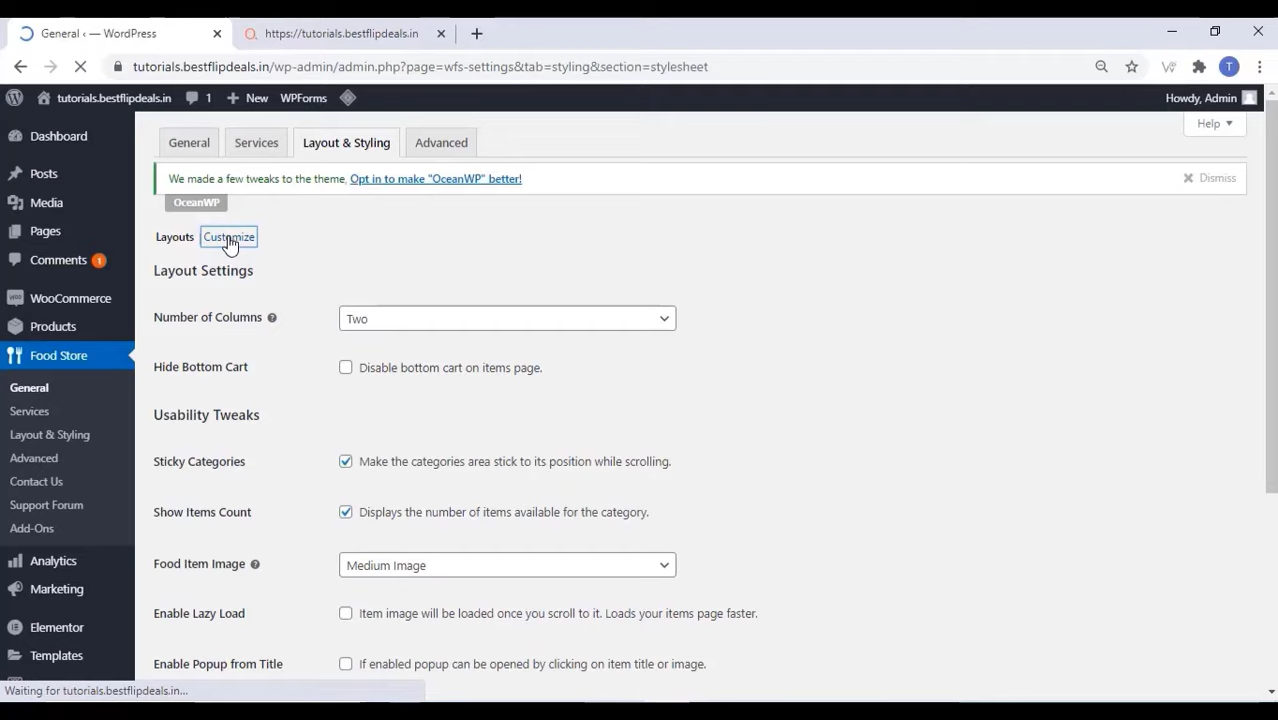 General ‹ — WordPress
https://tutorials.bestflipdeals.in
tutorials.bestflipdeals.in/wp-admin/admin.php?page=wfs-settings&tab=styling&section=stylesheet
T
tutorials.bestflipdeals.in 1 New WPForms Howdy, Admin
Dashboard
Posts
Media
Pages
Comments 1
WooCommerce
Products
Food Store
General
Services
Layout & Styling
Advanced
Contact Us
Support Forum
Add-Ons
Analytics
Marketing
Elementor
Templates
Help
General Services Layout & Styling Advanced
We made a few tweaks to the theme, Opt in to make "OceanWP" better! Dismiss
OceanWP
Layouts Customize
Layout Settings
Number of Columns Two
Hide Bottom Cart Disable bottom cart on items page.
Usability Tweaks
Sticky Categories Make the categories area stick to its position while scrolling.
Show Items Count Displays the number of items available for the category.
Food Item Image Medium Image
Enable Lazy Load Item image will be loaded once you scroll to it. Loads your items page faster.
Enable Popup from Title If enabled popup can be opened by clicking on item title or image.
Waiting for tutorials.bestflipdeals.in...